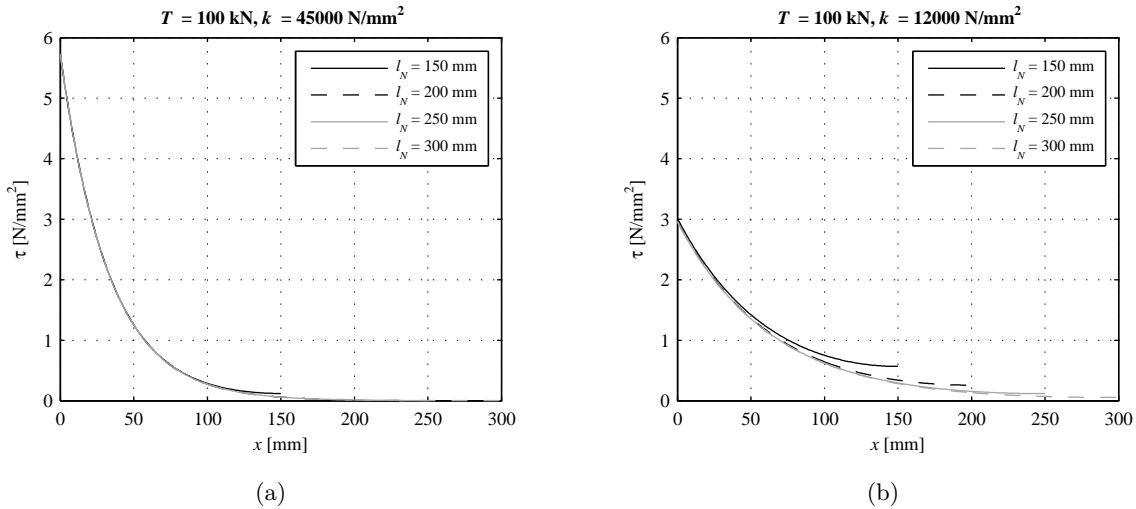 T = 100 kN, k = 45000 N/mm²
6
5
4
3
2
1
0
τ [N/mm²]
0 50 100 150 200 250 300
x [mm]
l_N = 150 mm
l_N = 200 mm
l_N = 250 mm
l_N = 300 mm
(a)
T = 100 kN, k = 12000 N/mm²
6
5
4
3
2
1
0
τ [N/mm²]
0 50 100 150 200 250 300
x [mm]
l_N = 150 mm
l_N = 200 mm
l_N = 250 mm
l_N = 300 mm
(b)